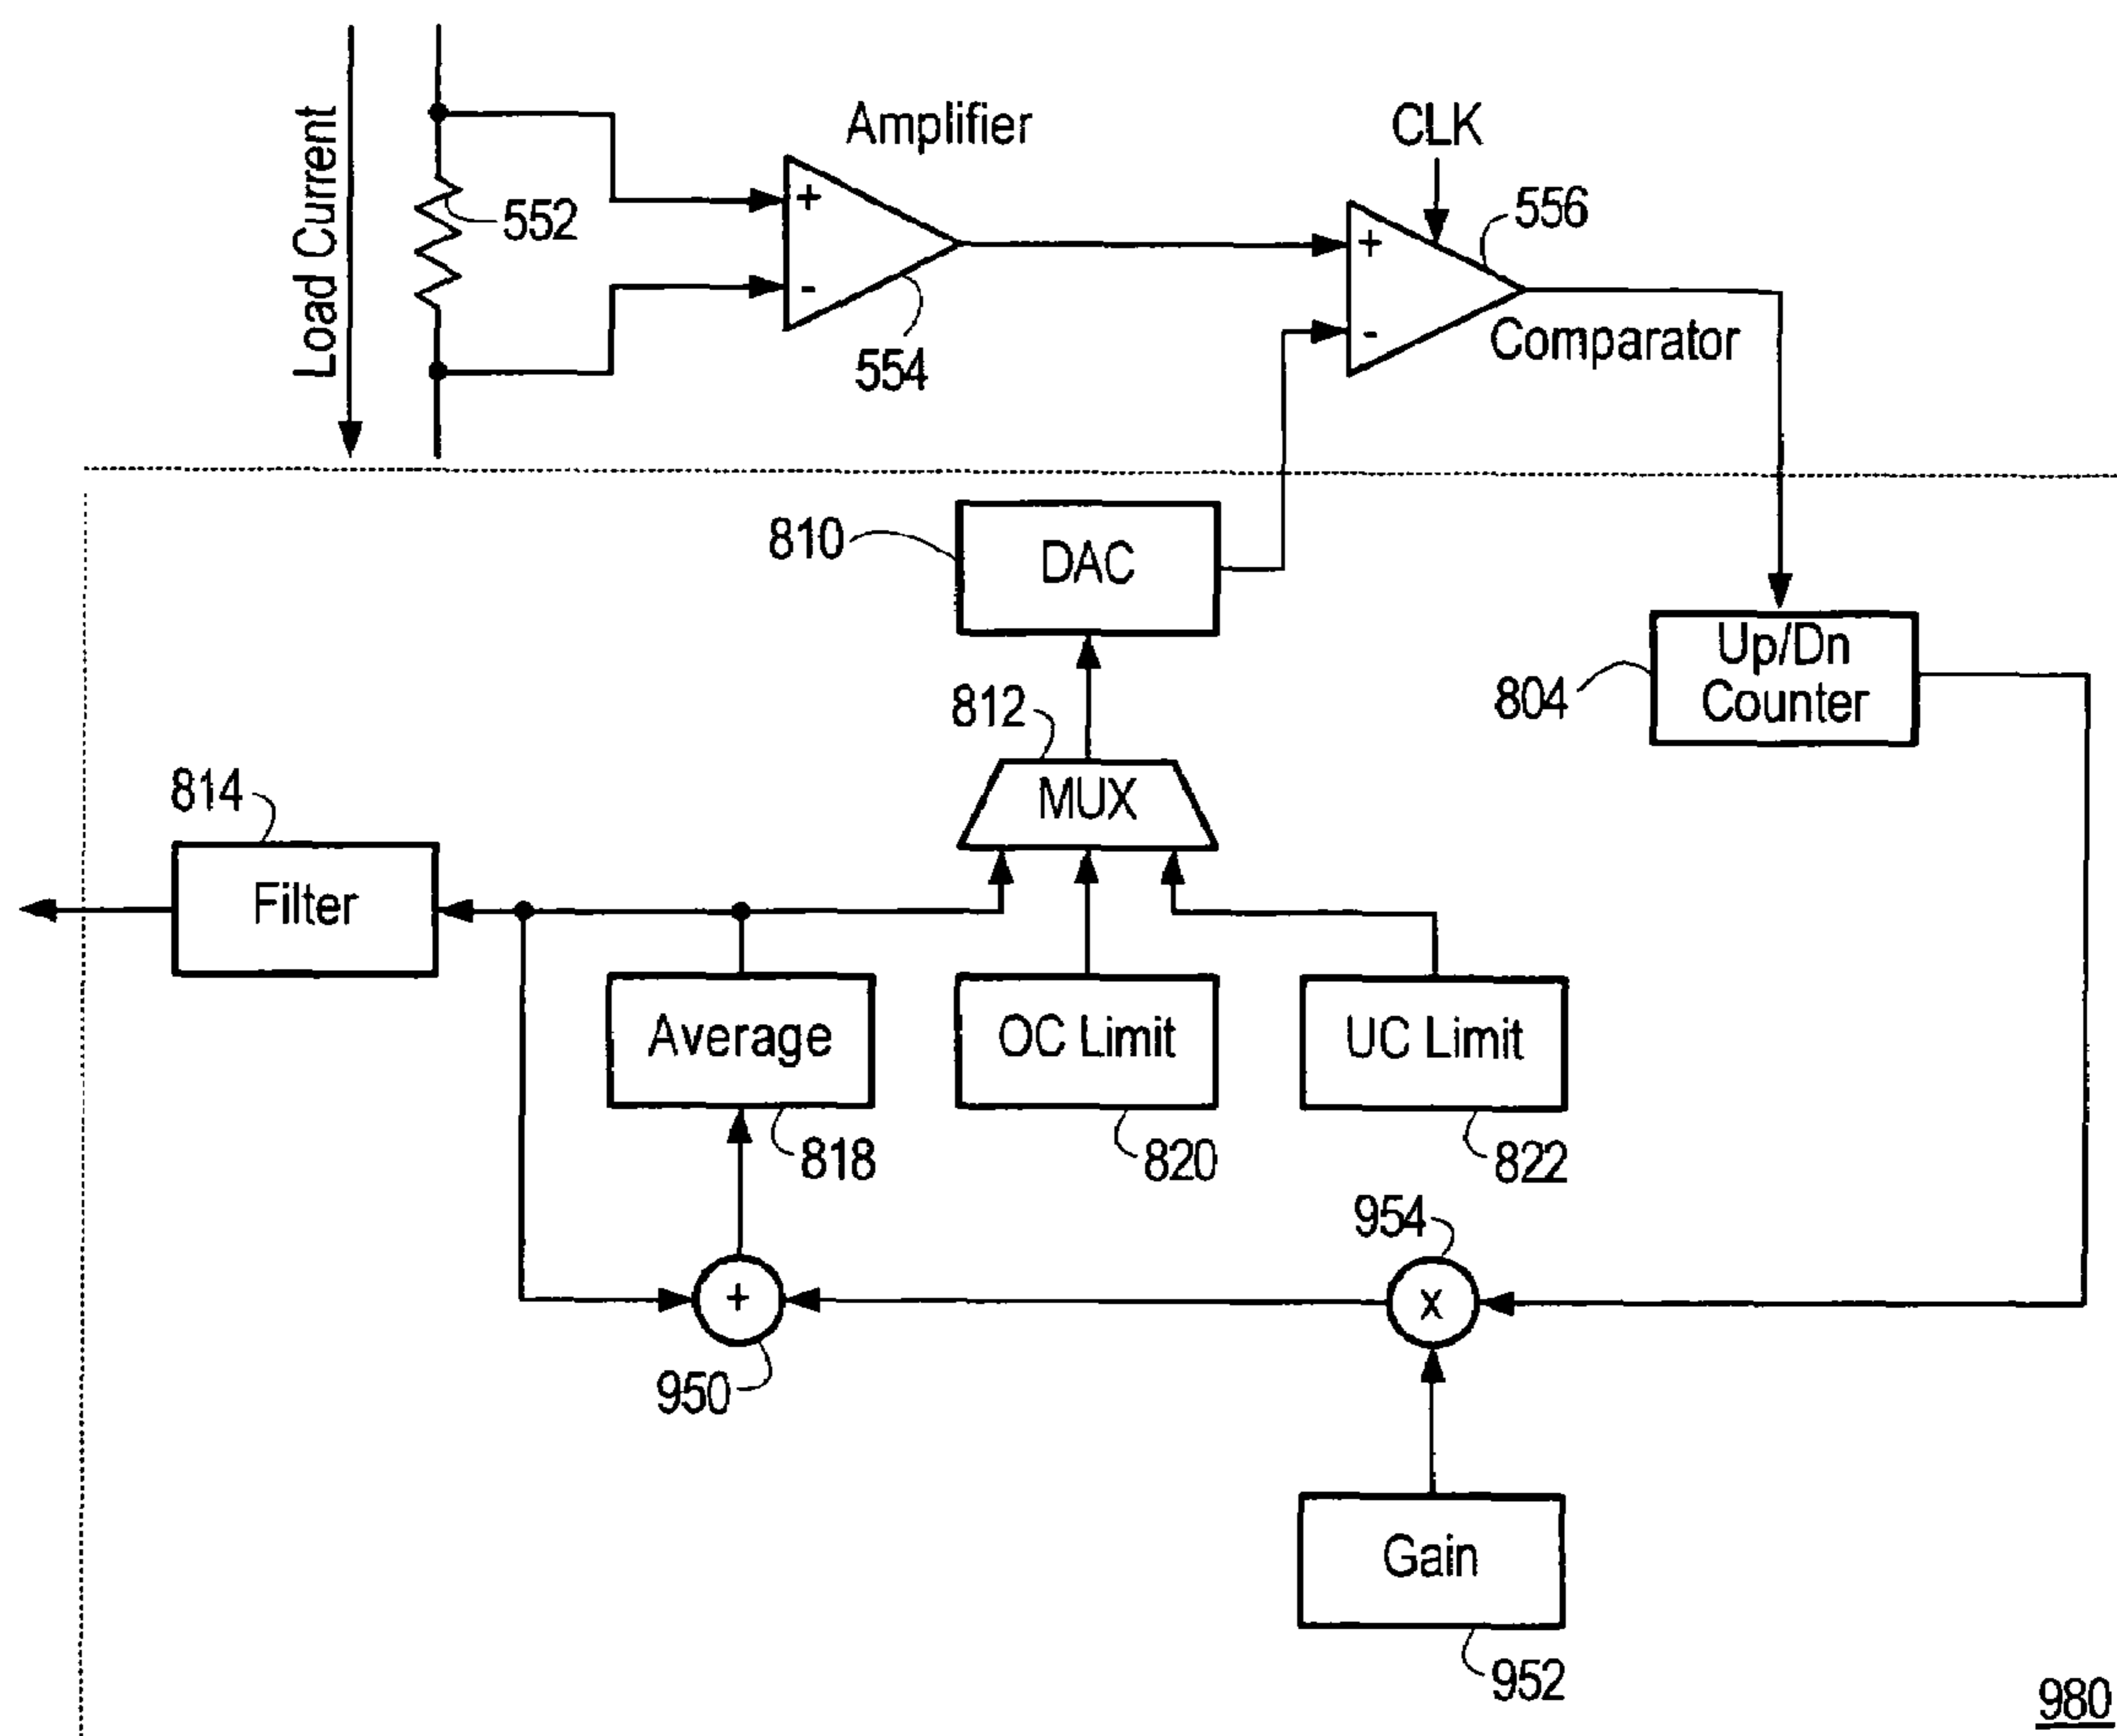 Load Current
552
Amplifier
+
-
554
CLK
556
+
-
Comparator
810
DAC
Up/Dn
Counter
804
812
MUX
814
Filter
Average
OC Limit
UC Limit
818
820
822
954
+
x
950
Gain
952
980